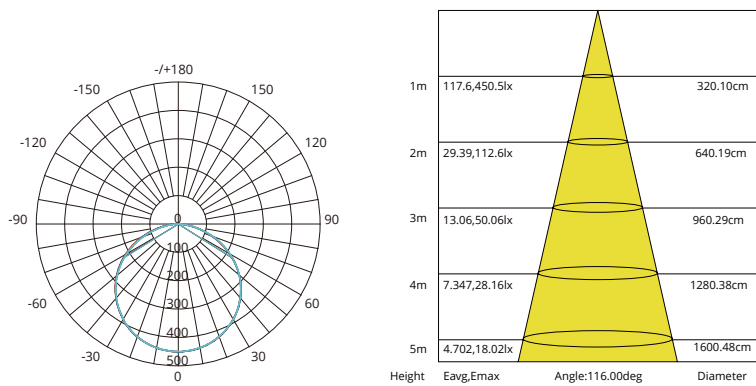 -/+180
-150 150
-120 120
-90 0 90
100
200
-60 300 60
400
-30 500 30
0
1m 117.6,450.5lx 320.10cm
2m 29.39,112.6lx 640.19cm
3m 13.06,50.06lx 960.29cm
4m 7.347,28.16lx 1280.38cm
5m 4.702,18.02lx 1600.48cm
Height Eavg,Emax Angle:116.00deg Diameter